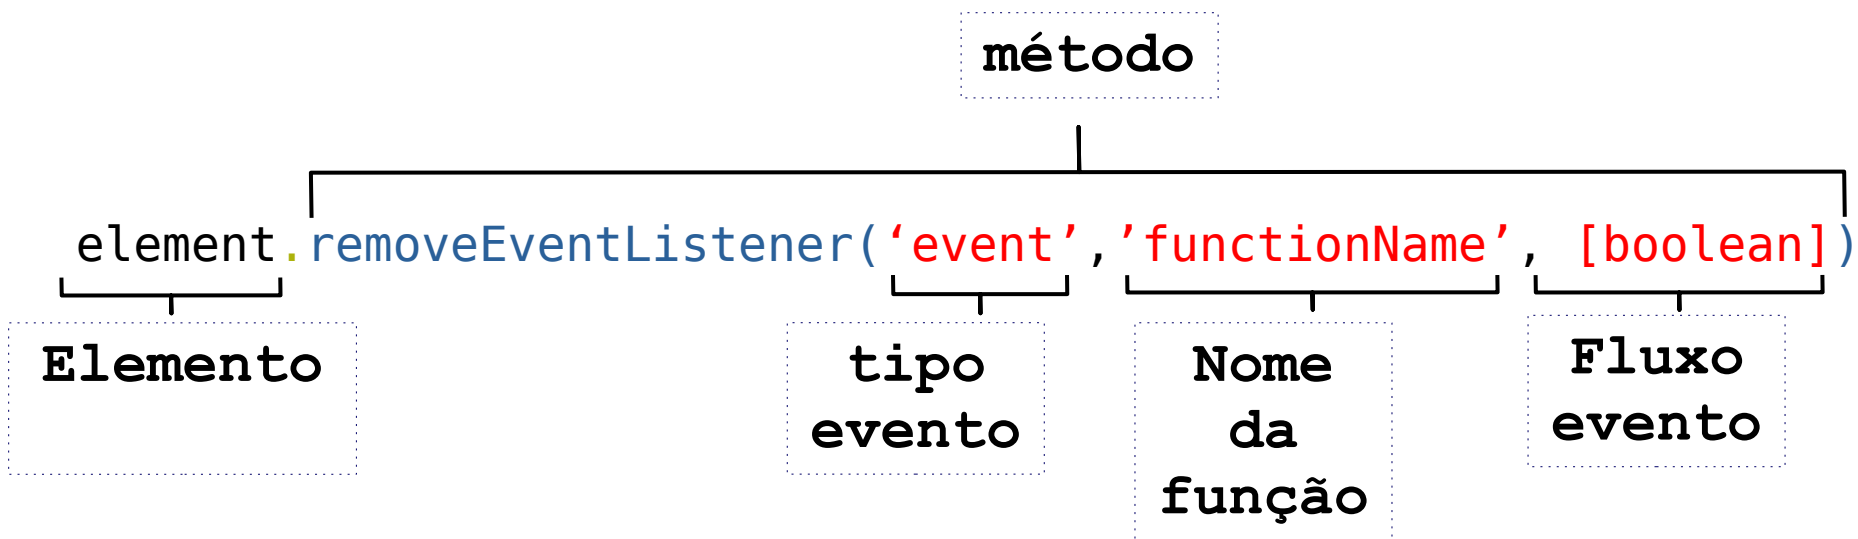 método
element.removeEventListener(‘event’,’functionName’, [boolean])
Elemento
tipo
evento
Nome
da
função
Fluxo
evento